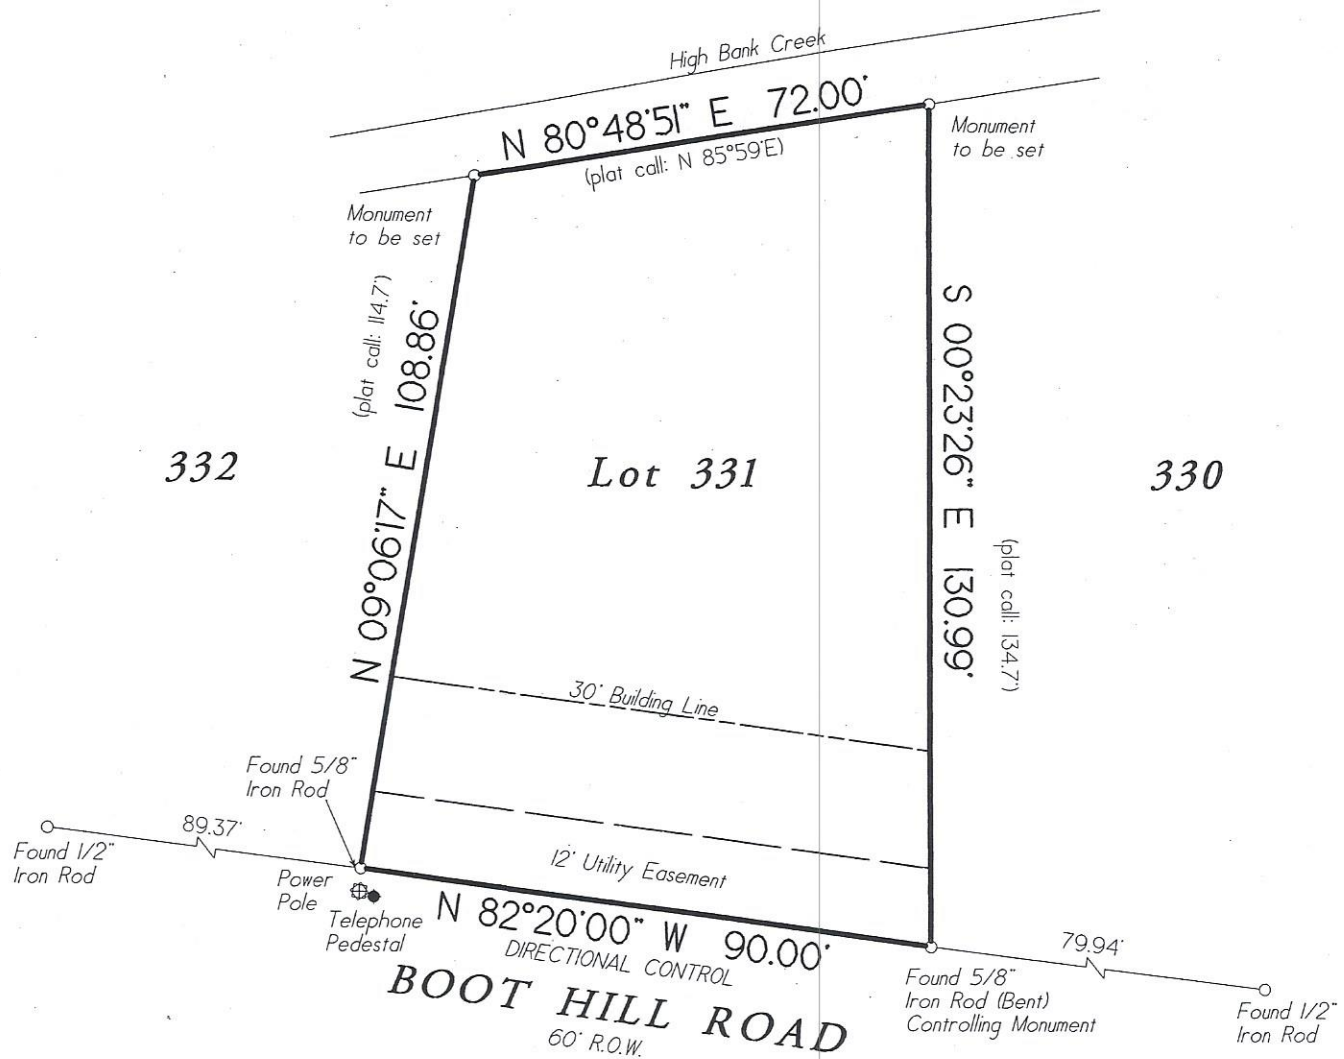 High Bank Creek
N 80°48'51" E 72.00'
(plat call: N 85°59'E)
Monument
to be set
Monument
to be set
(plat call: 114.7')
N 09°06'17" E 108.86'
S 00°23'26" E 130.99'
(plat call: 134.7')
332
Lot 331
330
30' Building Line
Found 5/8"
Iron Rod
89.37'
Found 1/2"
Iron Rod
12' Utility Easement
Power
Pole
Telephone
Pedestal
N 82°20'00" W 90.00'
DIRECTIONAL CONTROL
BOOT HILL ROAD
60' R.O.W.
79.94'
Found 5/8"
Iron Rod (Bent)
Controlling Monument
Found 1/2"
Iron Rod